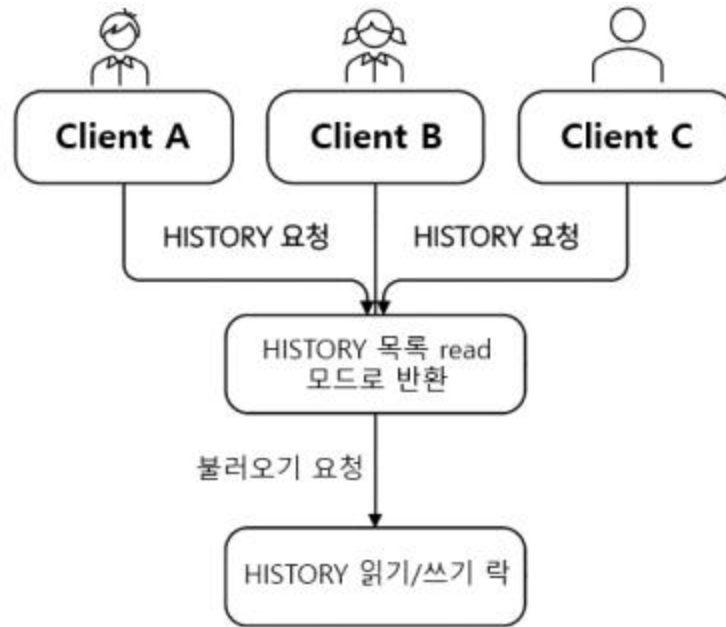 Client A
Client B
Client C
HISTORY 요청
HISTORY 요청
HISTORY 목록 read
모드로 반환
불러오기 요청
HISTORY 읽기/쓰기 락